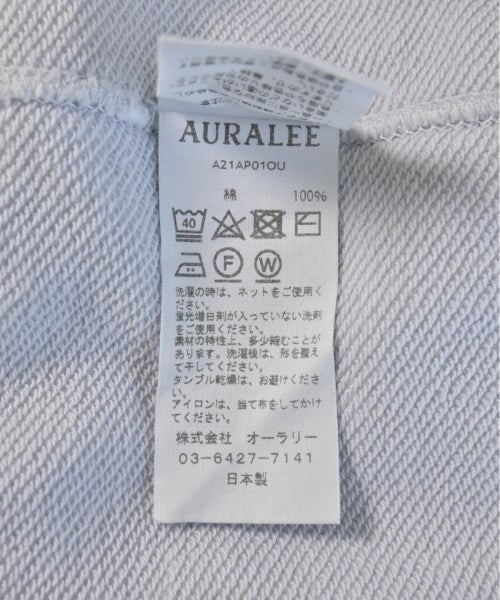 AURALEE
A21AP01OU
綿 100%
40
F W
洗濯の時は、ネットをご使用く
ださい。
蛍光増白剤が入っていない洗剤
をご使用ください。
素材の特性上、多少縮むことが
あります。洗濯後は、形を整え
て干してください。
タンブル乾燥は、お避けくださ
い。
アイロンは、当て布をしてかけ
てください。
株式会社 オーラリー
03-6427-7141
日本製